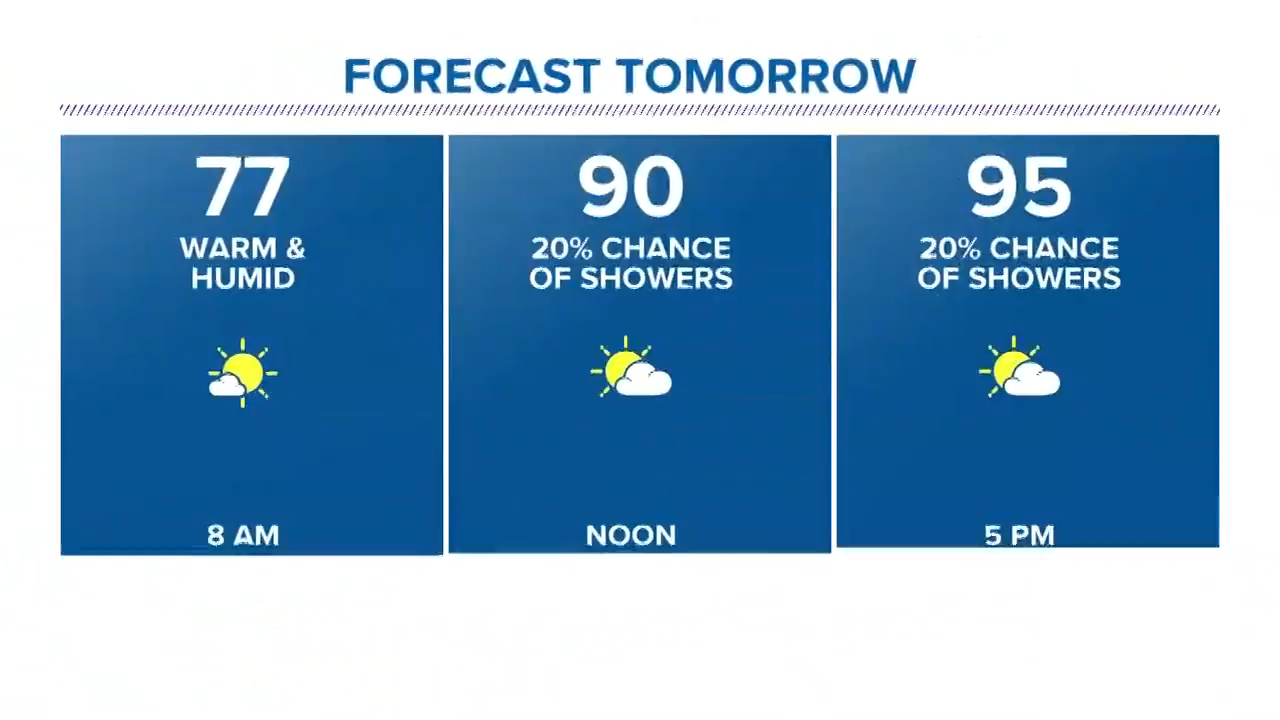 FORECAST TOMORROW
77
WARM &
HUMID
8 AM
90
20% CHANCE
OF SHOWERS
NOON
95
20% CHANCE
OF SHOWERS
5 PM